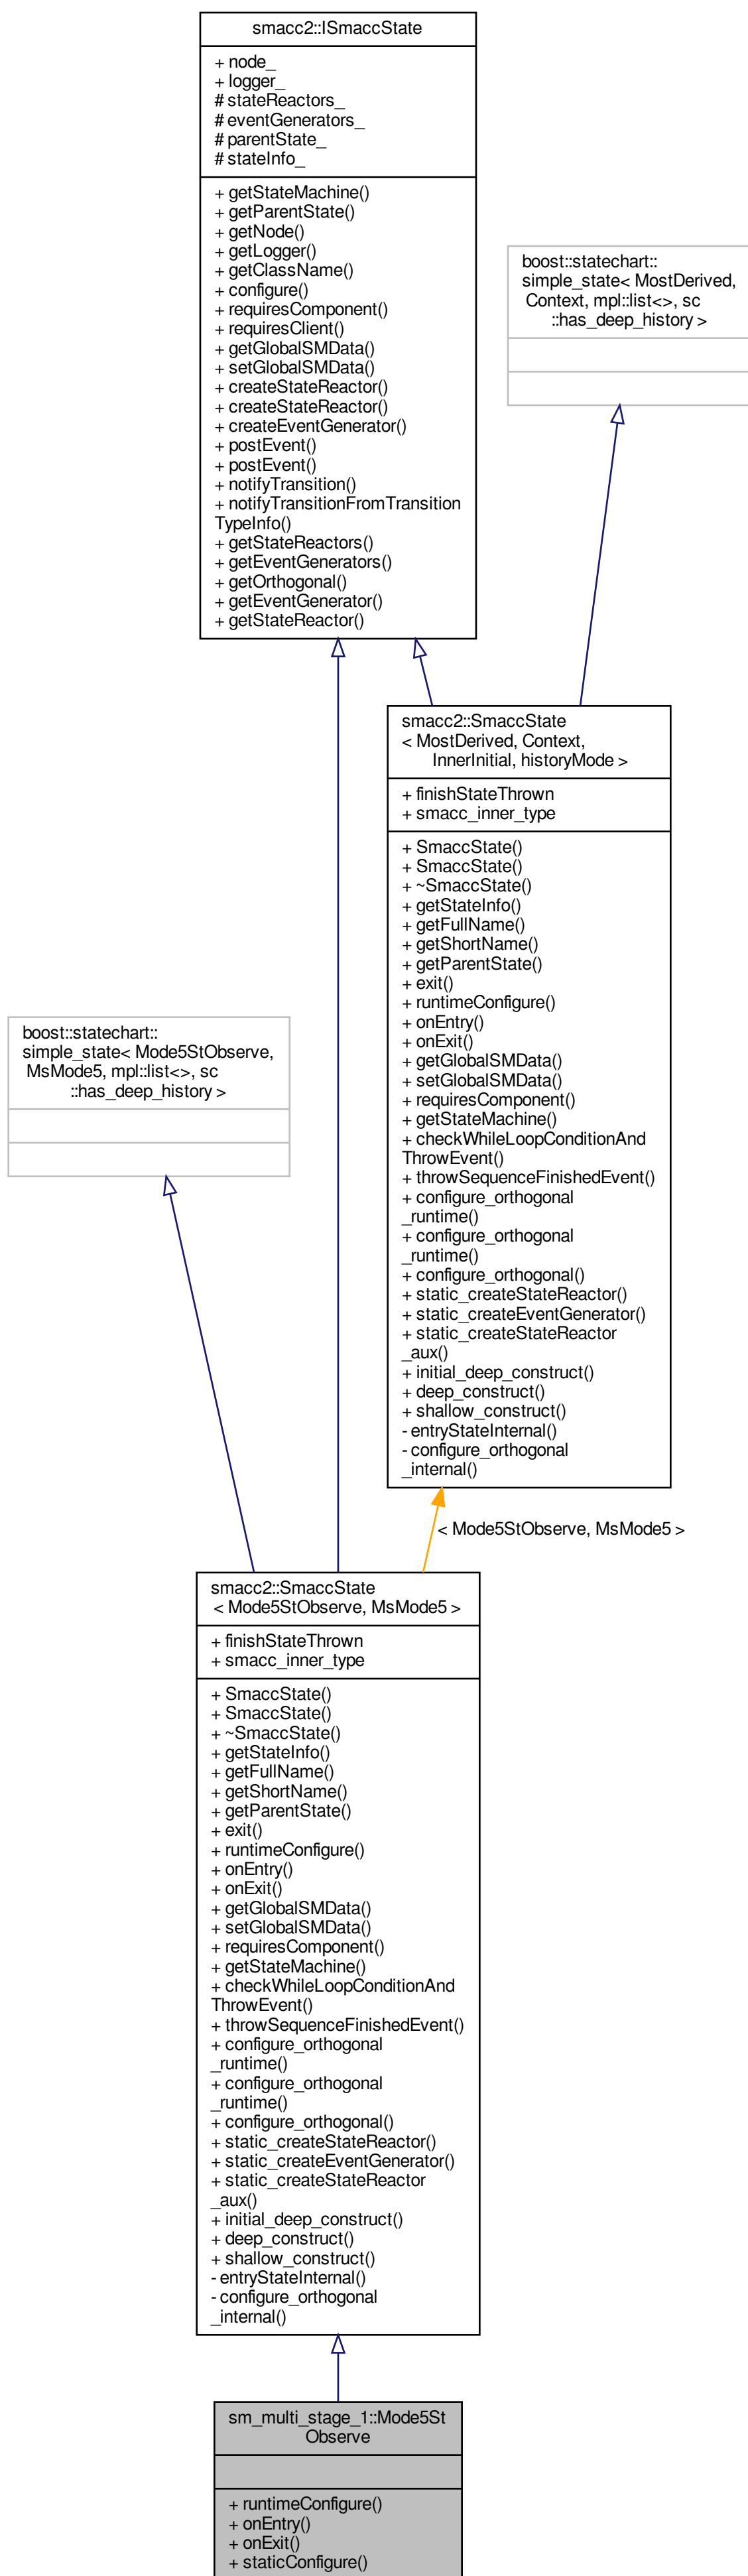 smacc2::ISmaccState
+ node_
+ logger_
# stateReactors_
# eventGenerators_
# parentState_
# stateInfo_
+ getStateMachine()
+ getParentState()
+ getNode()
+ getLogger()
+ getClassName()
+ configure()
+ requiresComponent()
+ requiresClient()
+ getGlobalSMData()
+ setGlobalSMData()
+ createStateReactor()
+ createStateReactor()
+ createEventGenerator()
+ postEvent()
+ postEvent()
+ notifyTransition()
+ notifyTransitionFromTransition
TypeInfo()
+ getStateReactors()
+ getEventGenerators()
+ getOrthogonal()
+ getEventGenerator()
+ getStateReactor()
boost::statechart::
simple_state< MostDerived,
Context, mpl::list<>, sc
::has_deep_history >
smacc2::SmaccState
< MostDerived, Context,
InnerInitial, historyMode >
+ finishStateThrown
+ smacc_inner_type
+ SmaccState()
+ SmaccState()
+ ~SmaccState()
+ getStateInfo()
+ getFullName()
+ getShortName()
+ getParentState()
+ exit()
+ runtimeConfigure()
+ onEntry()
+ onExit()
+ getGlobalSMData()
+ setGlobalSMData()
+ requiresComponent()
+ getStateMachine()
+ checkWhileLoopConditionAnd
ThrowEvent()
+ throwSequenceFinishedEvent()
+ configure_orthogonal
_runtime()
+ configure_orthogonal
_runtime()
+ configure_orthogonal()
+ static_createStateReactor()
+ static_createEventGenerator()
+ static_createStateReactor
_aux()
+ initial_deep_construct()
+ deep_construct()
+ shallow_construct()
- entryStateInternal()
- configure_orthogonal
_internal()
boost::statechart::
simple_state< Mode5StObserve,
MsMode5, mpl::list<>, sc
::has_deep_history >
< Mode5StObserve, MsMode5 >
smacc2::SmaccState
< Mode5StObserve, MsMode5 >
+ finishStateThrown
+ smacc_inner_type
+ SmaccState()
+ SmaccState()
+ ~SmaccState()
+ getStateInfo()
+ getFullName()
+ getShortName()
+ getParentState()
+ exit()
+ runtimeConfigure()
+ onEntry()
+ onExit()
+ getGlobalSMData()
+ setGlobalSMData()
+ requiresComponent()
+ getStateMachine()
+ checkWhileLoopConditionAnd
ThrowEvent()
+ throwSequenceFinishedEvent()
+ configure_orthogonal
_runtime()
+ configure_orthogonal
_runtime()
+ configure_orthogonal()
+ static_createStateReactor()
+ static_createEventGenerator()
+ static_createStateReactor
_aux()
+ initial_deep_construct()
+ deep_construct()
+ shallow_construct()
- entryStateInternal()
- configure_orthogonal
_internal()
sm_multi_stage_1::Mode5St
Observe
+ runtimeConfigure()
+ onEntry()
+ onExit()
+ staticConfigure()